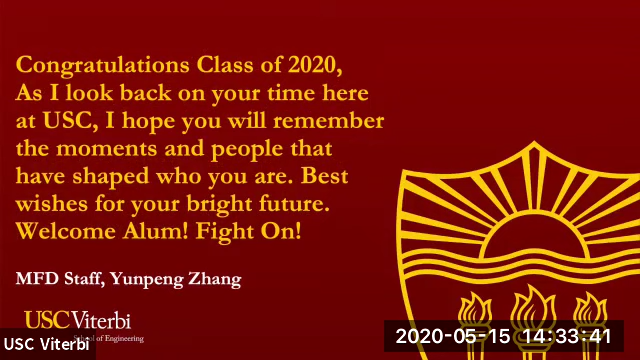 Congratulations Class of 2020,
As I look back on your time here
at USC, I hope you will remember
the moments and people that
have shaped who you are. Best
wishes for your bright future.
Welcome Alum! Fight On!
MFD Staff, Yunpeng Zhang
USC Viterbi
School of Engineering
USC Viterbi
2020-05-15 14:33:41